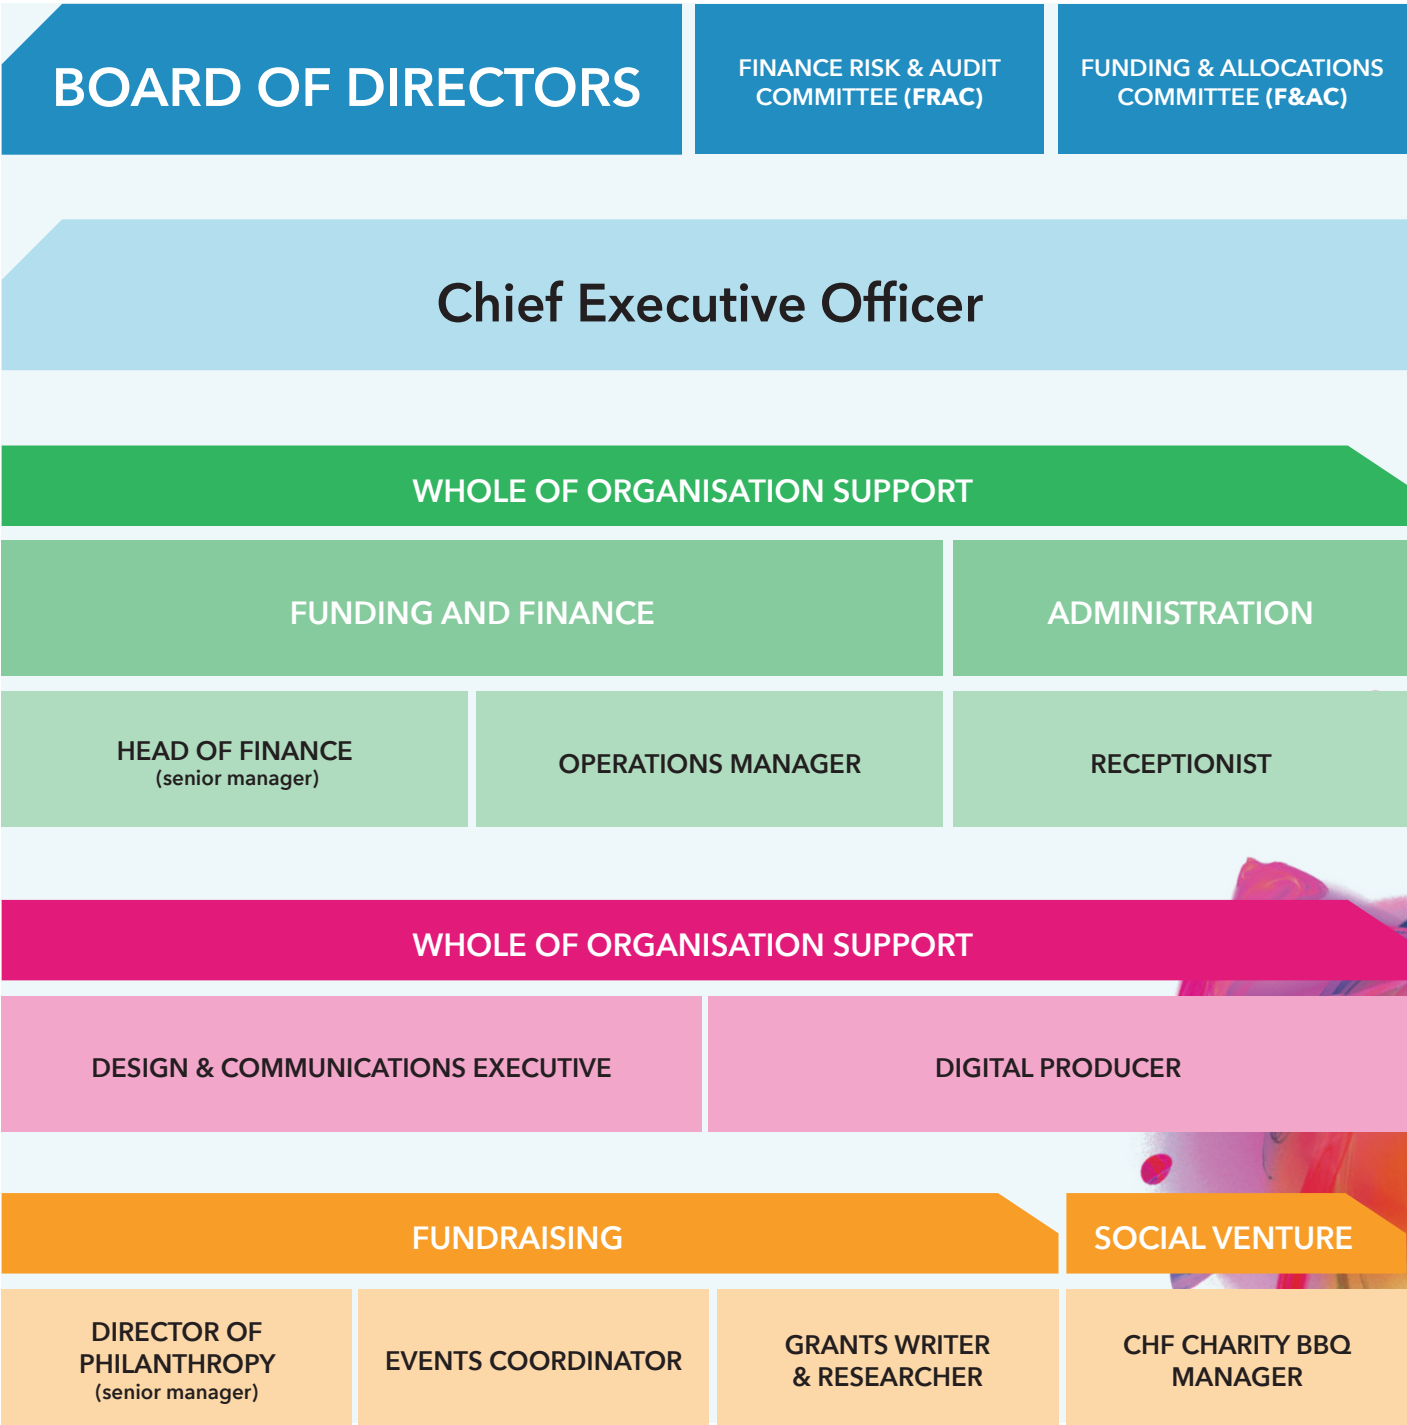 BOARD OF DIRECTORS
FINANCE RISK & AUDIT
COMMITTEE (FRAC)
FUNDING & ALLOCATIONS
COMMITTEE (F&AC)
Chief Executive Officer
WHOLE OF ORGANISATION SUPPORT
FUNDING AND FINANCE
ADMINISTRATION
HEAD OF FINANCE
(senior manager)
OPERATIONS MANAGER
RECEPTIONIST
WHOLE OF ORGANISATION SUPPORT
DESIGN & COMMUNICATIONS EXECUTIVE
DIGITAL PRODUCER
FUNDRAISING
SOCIAL VENTURE
DIRECTOR OF
PHILANTHROPY
(senior manager)
EVENTS COORDINATOR
GRANTS WRITER
& RESEARCHER
CHF CHARITY BBQ
MANAGER